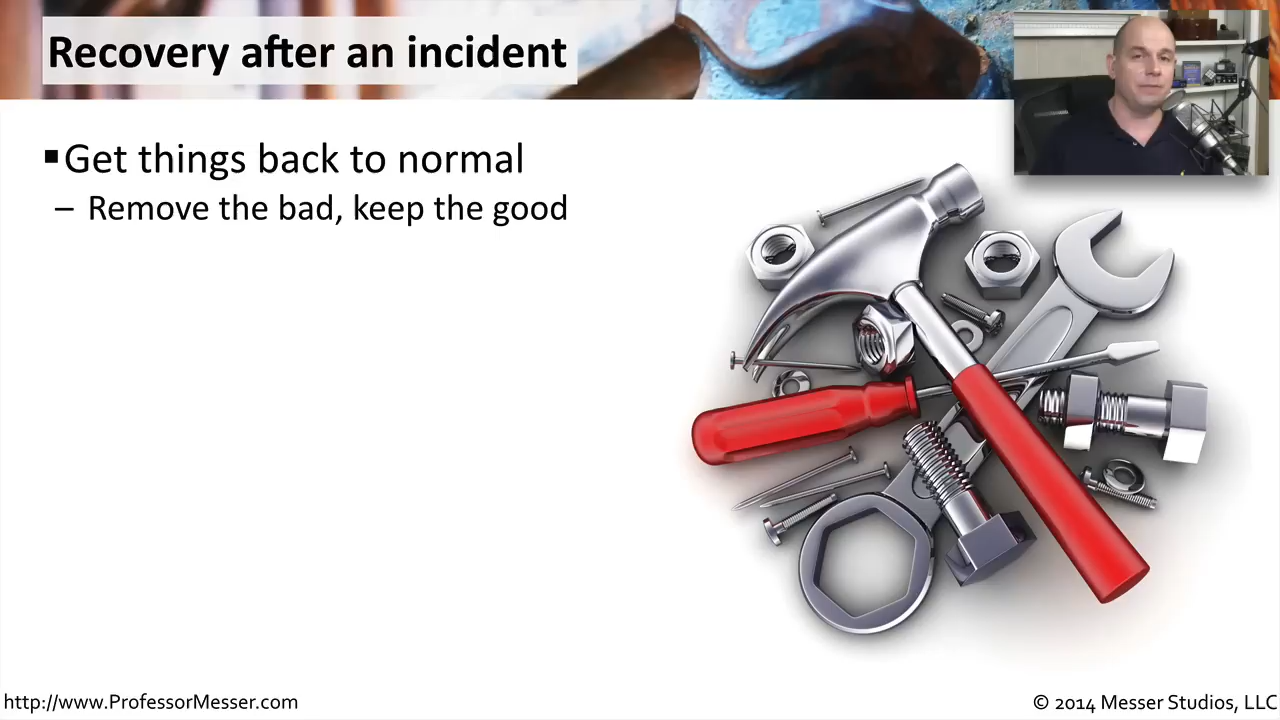 Recovery after an incident
▪Get things back to normal
– Remove the bad, keep the good
http://www.ProfessorMesser.com
© 2014 Messer Studios, LLC